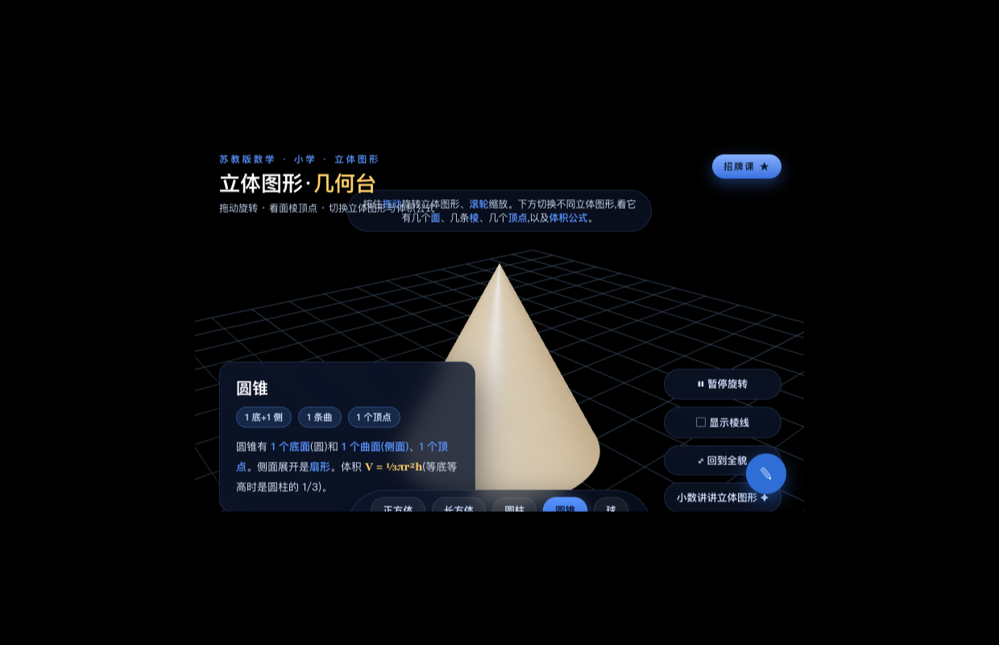 苏教版数学 · 小学 · 立体图形
立体图形·几何台
拖动旋转 · 看面棱顶点 · 切换立体图形与体积公式
招牌课 ★
按住拖动旋转立体图形、滚轮缩放。下方切换不同立体图形,看它
有几个面、几条棱、几个顶点,以及体积公式。
圆锥
1 底+1 侧
1 条曲
1 个顶点
圆锥有 1 个底面(圆)和 1 个曲面(侧面)、1 个顶
点。侧面展开是扇形。体积 V = ⅓πr²h(等底等
高时是圆柱的 1/3)。
⏸ 暂停旋转
显示棱线
⤢ 回到全貌
小数讲讲立体图形 ✦
正方体
长方体
圆柱
圆锥
球